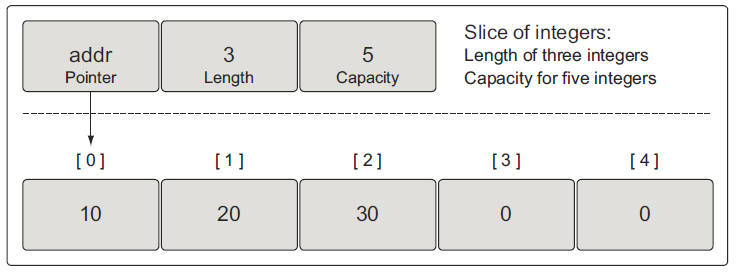 addr
Pointer
3
Length
5
Capacity
Slice of integers:
Length of three integers
Capacity for five integers
[0] [1] [2] [3] [4]
10 20 30 0 0